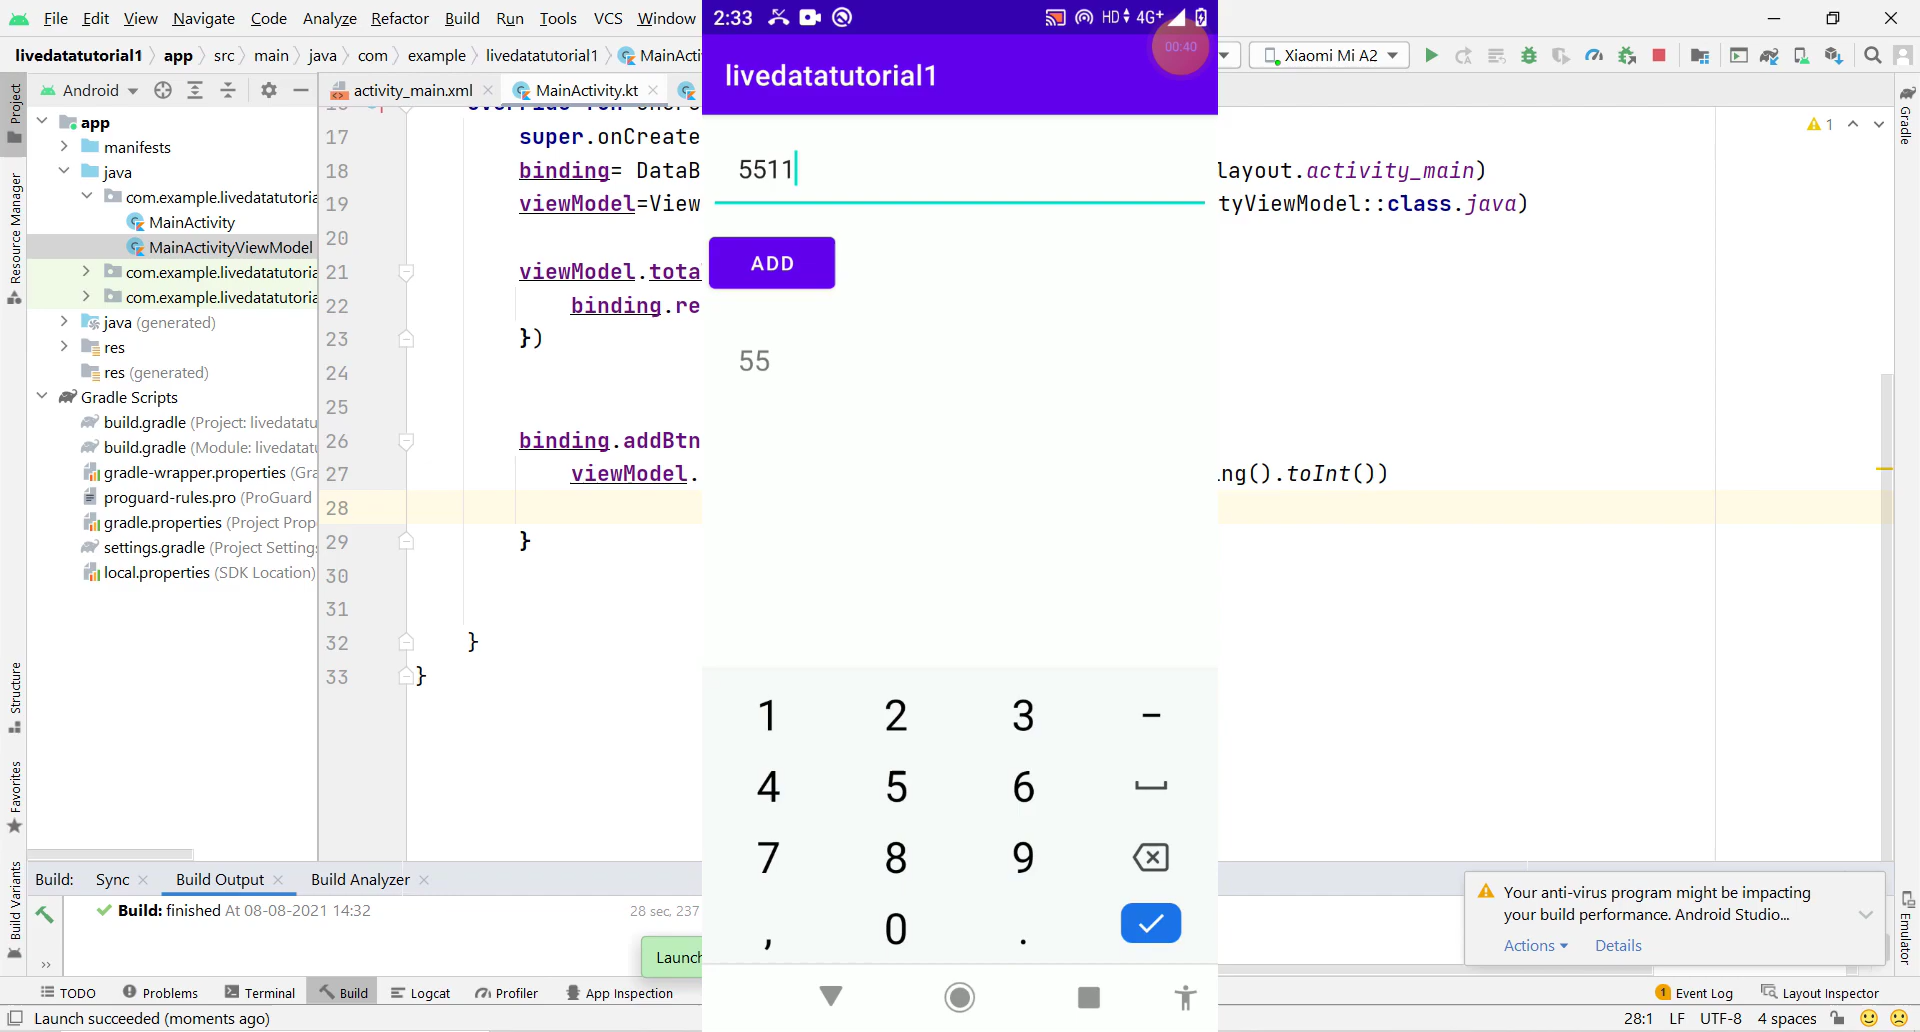 File Edit View Navigate Code Analyze Refactor Build Run Tools VCS Window
livedatatutorial1 app src main java com example livedatatutorial1 MainActi
Xiaomi Mi A2
Android
activity_main.xml
MainActivity.kt
Project
Resource Manager
Structure
Favorites
Build Variants
app
manifests
java
com.example.livedatatutoria
MainActivity
MainActivityViewModel
com.example.livedatatutoria
com.example.livedatatutoria
java (generated)
res
res (generated)
Gradle Scripts
build.gradle (Project: livedatatu
build.gradle (Module: livedatatu
gradle-wrapper.properties (Gra
proguard-rules.pro (ProGuard
gradle.properties (Project Prop
settings.gradle (Project Settings
local.properties (SDK Location)
17 super.onCreate
18 binding= DataB layout.activity_main)
19 viewModel=View tyViewModel::class.java)
20
21 viewModel.tota
22 binding.re
23 })
24
25
26 binding.addBtn
27 viewModel. ng().toInt())
28
29 }
30
31
32 }
33 }
1
Gradle
Emulator
2:33 HD 4G+
00:40
livedatatutorial1
5511
ADD
55
1 2 3 −
4 5 6
7 8 9
, 0 .
Build: Sync Build Output Build Analyzer
Build: finished At 08-08-2021 14:32 28 sec, 237
Launch
Your anti-virus program might be impacting
your build performance. Android Studio...
Actions Details
TODO Problems Terminal Build Logcat Profiler App Inspection
Event Log Layout Inspector
1
Launch succeeded (moments ago)
28:1 LF UTF-8 4 spaces